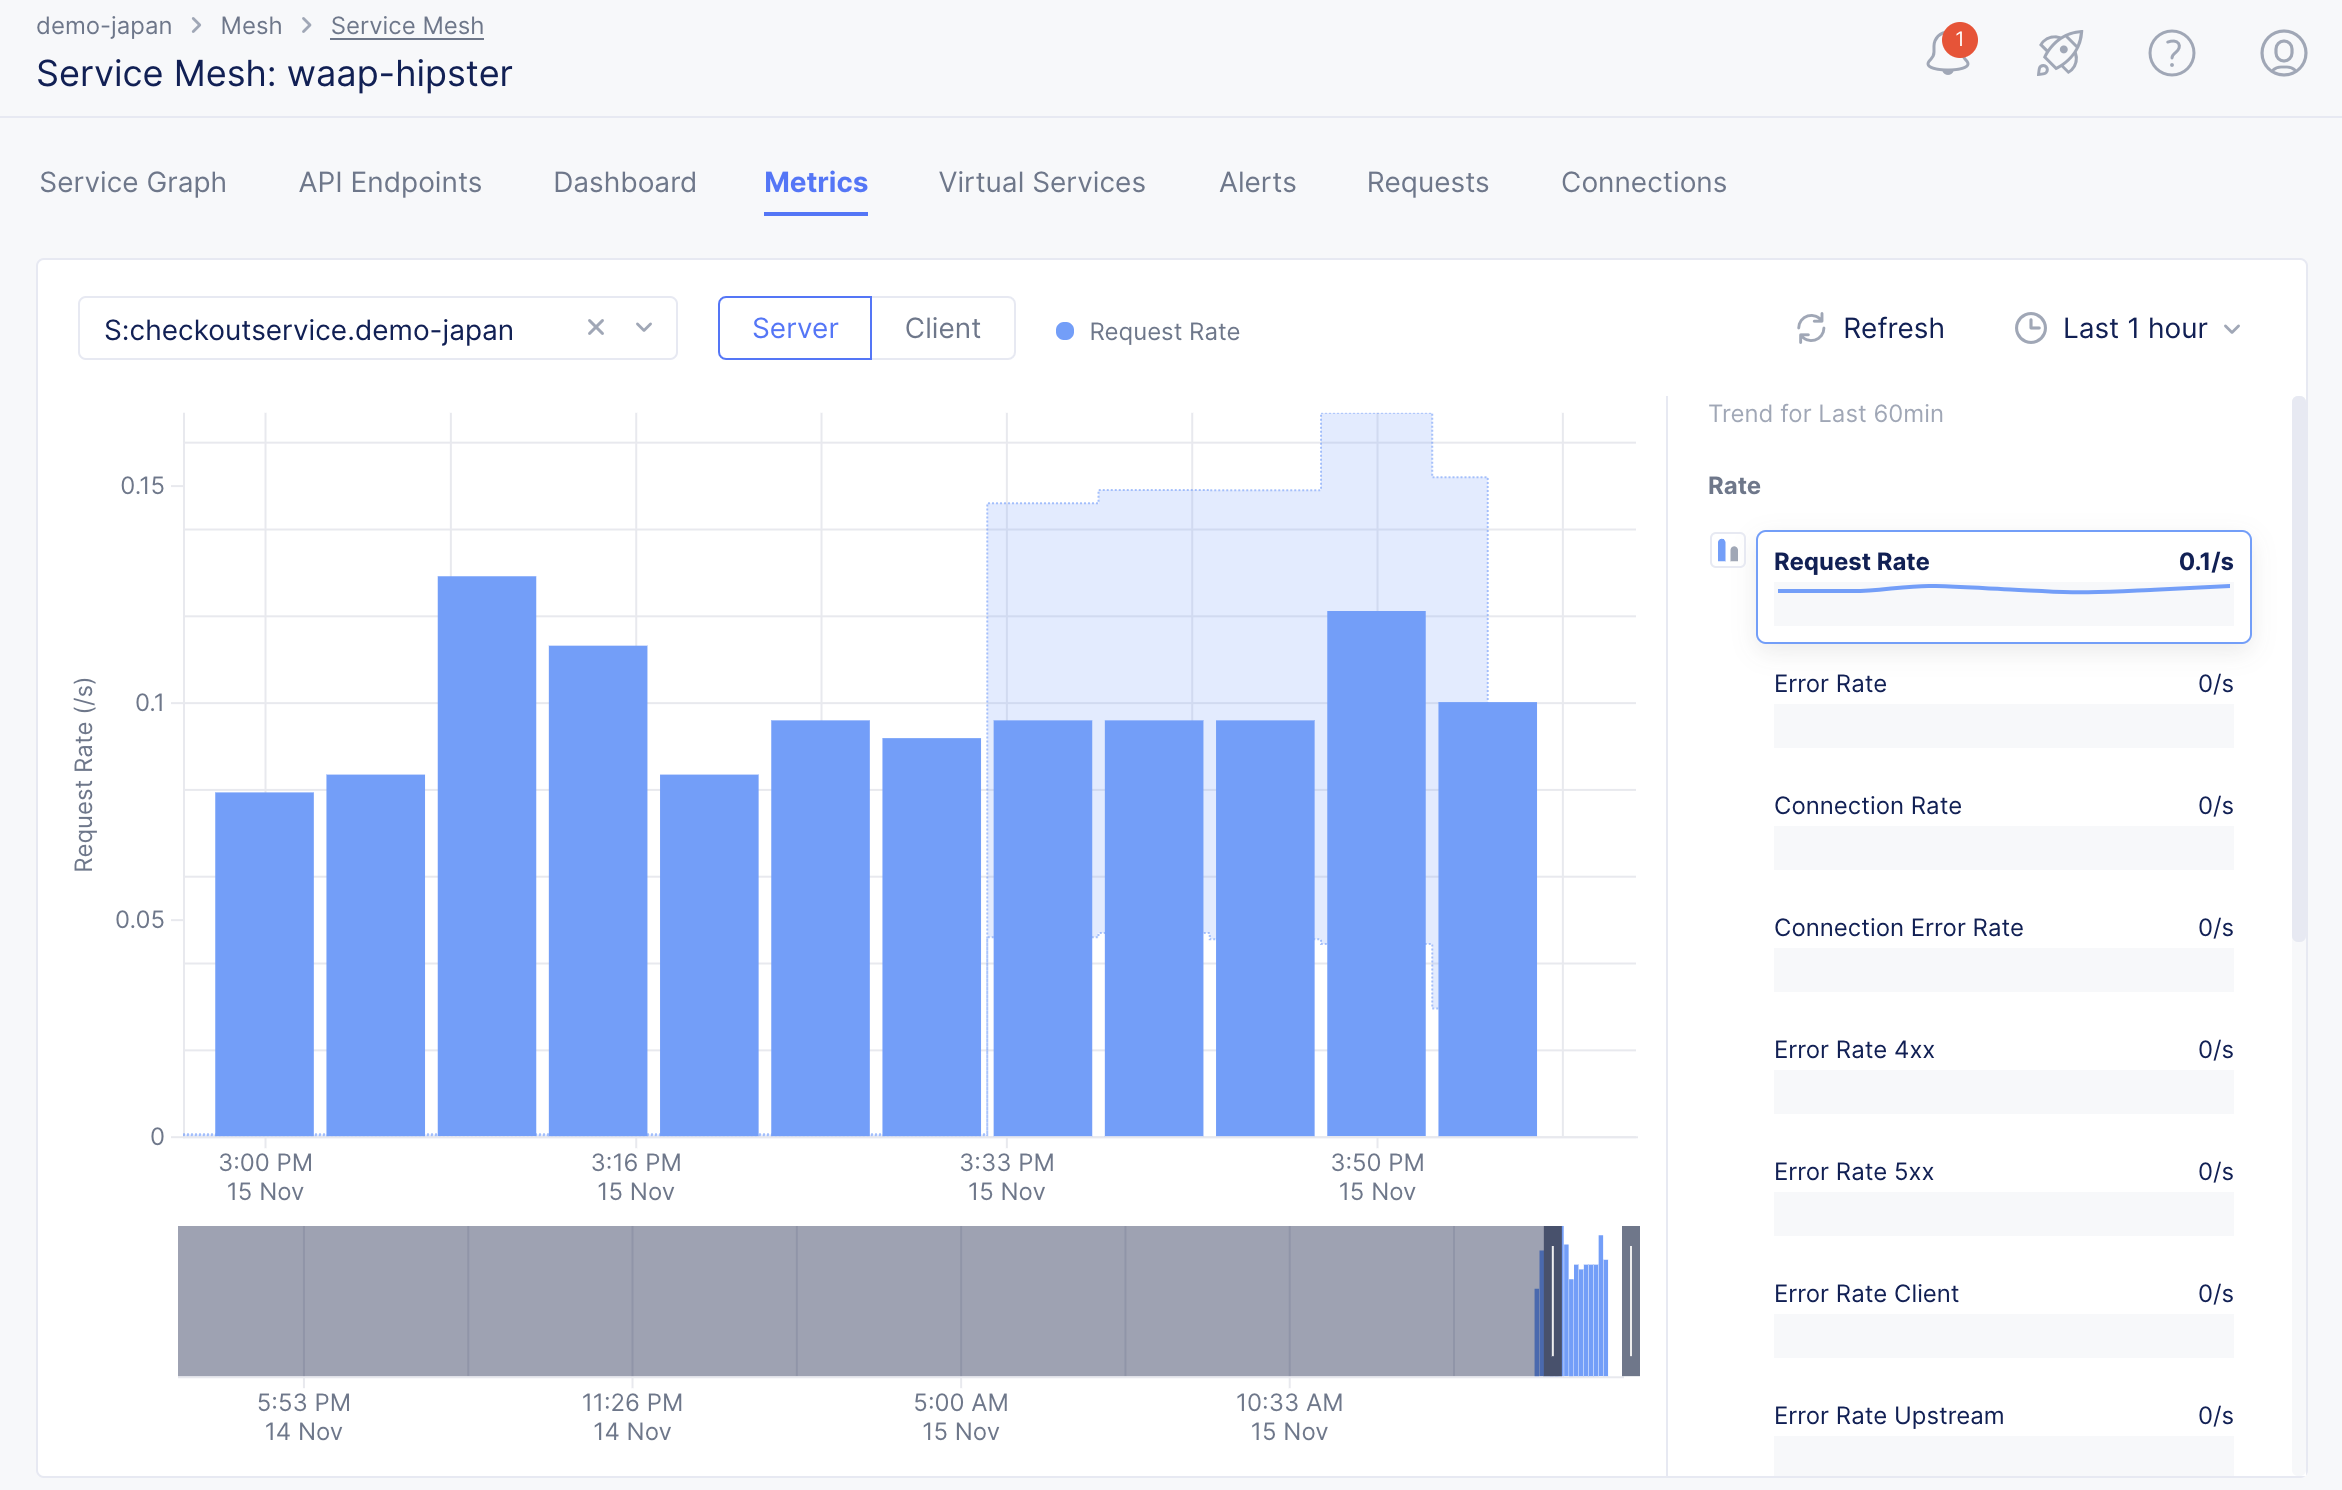 demo-japan > Mesh > Service Mesh
Service Mesh: waap-hipster
1
Service Graph API Endpoints Dashboard Metrics Virtual Services Alerts Requests Connections
S:checkoutservice.demo-japan
Server Client
Request Rate
Refresh
Last 1 hour
Request Rate (/s)
0.15
0.1
0.05
0
3:00 PM 3:16 PM 3:33 PM 3:50 PM
15 Nov 15 Nov 15 Nov 15 Nov
5:53 PM 11:26 PM 5:00 AM 10:33 AM
14 Nov 14 Nov 15 Nov 15 Nov
Trend for Last 60min
Rate
Request Rate 0.1/s
Error Rate 0/s
Connection Rate 0/s
Connection Error Rate 0/s
Error Rate 4xx 0/s
Error Rate 5xx 0/s
Error Rate Client 0/s
Error Rate Upstream 0/s